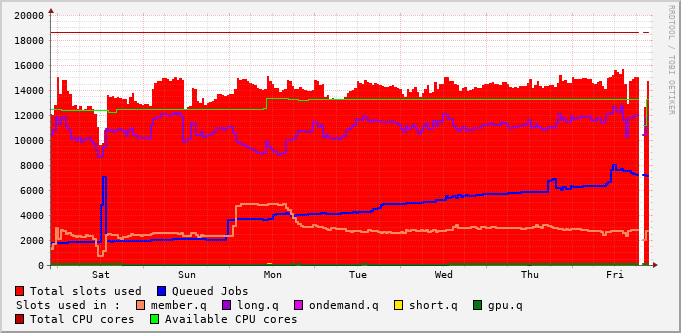 20000
18000
16000
14000
12000
10000
8000
6000
4000
2000
0
Sat Sun Mon Tue Wed Thu Fri
RRDTOOL / TOBI OETIKER
Total slots used Queued Jobs
Slots used in : member.q long.q ondemand.q short.q gpu.q
Total CPU cores Available CPU cores